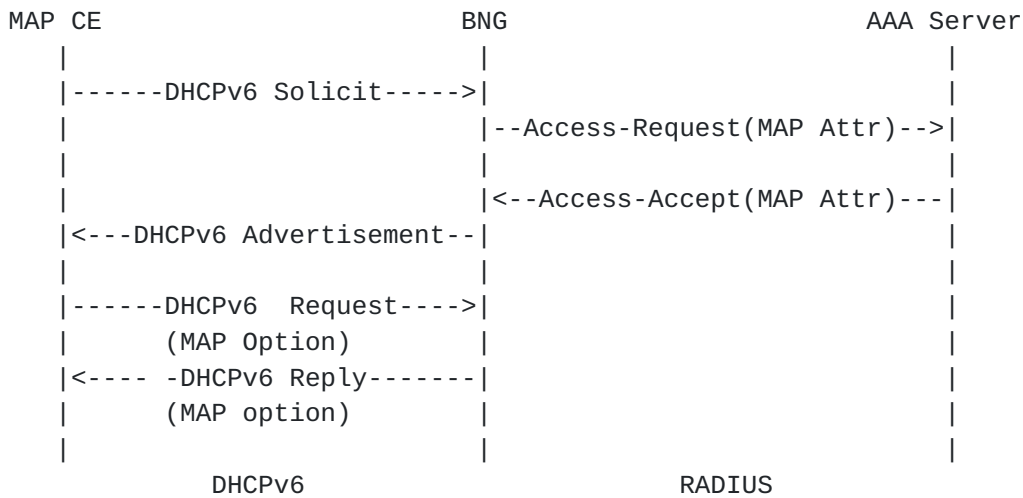 MAP CE                         BNG                         AAA Server
   |                            |                              |
   |------DHCPv6 Solicit----->|                              |
   |                            |--Access-Request(MAP Attr)-->|
   |                            |                              |
   |                            |<--Access-Accept(MAP Attr)---|
   |<---DHCPv6 Advertisement--|                              |
   |                            |                              |
   |------DHCPv6  Request---->|                              |
   |      (MAP Option)          |                              |
   |<---- -DHCPv6 Reply-------|                              |
   |      (MAP option)          |                              |
   |                            |                              |
          DHCPv6                         RADIUS